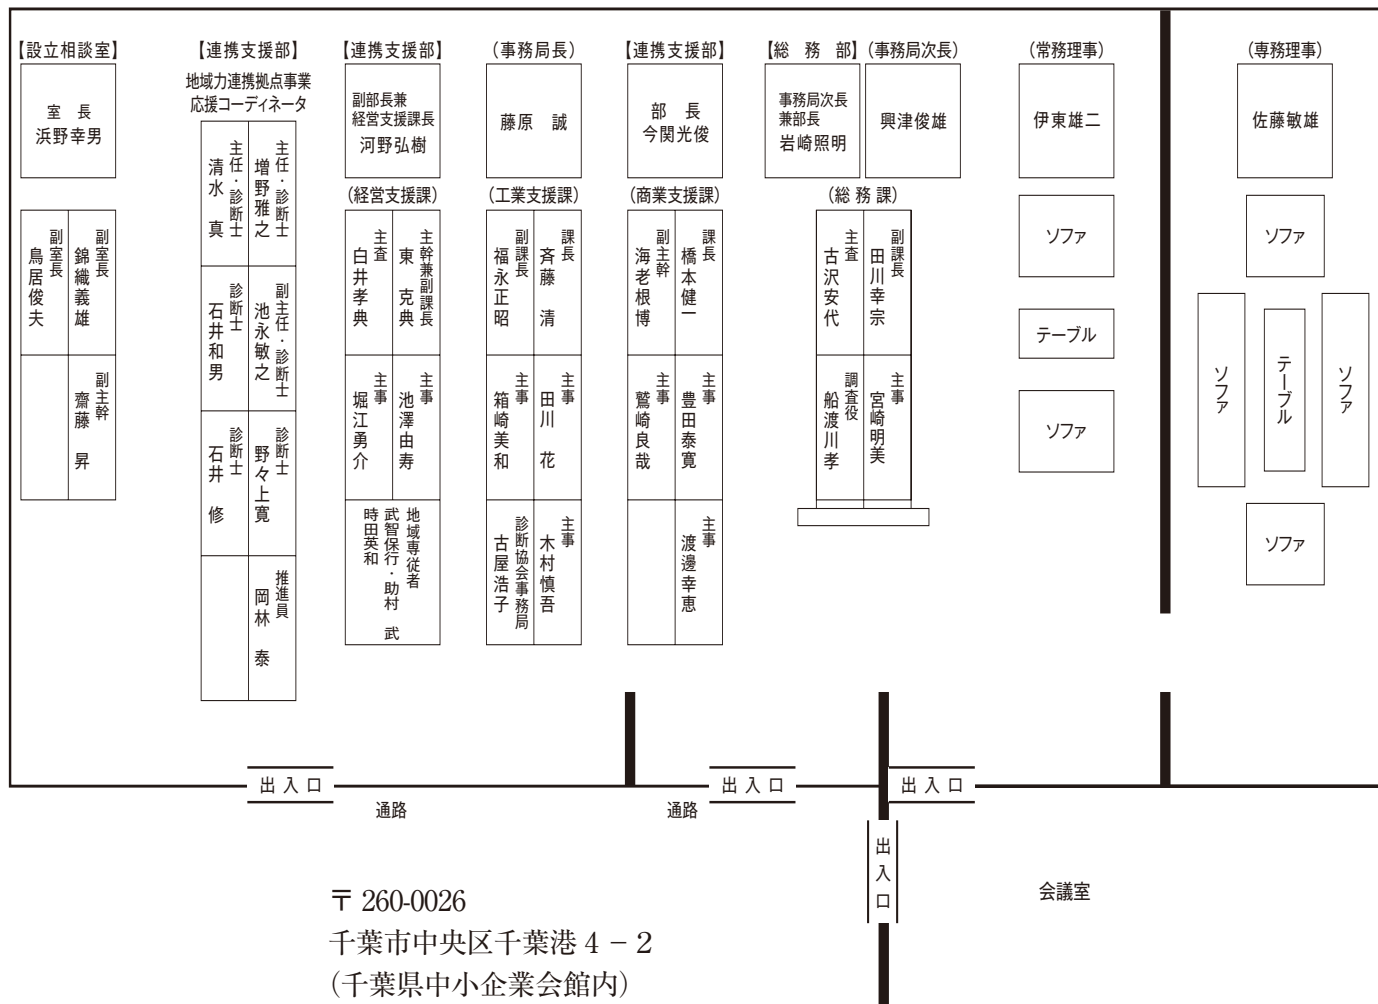 【設立相談室】
室 長
浜野幸男
副室長
錦織義雄
副室長
鳥居俊夫
副主幹
齋藤 昇
【連携支援部】
地域力連携拠点事業
応援コーディネータ
主任・診断士
増野雅之
主任・診断士
清水 真
副主任・診断士
池永敏之
診断士
石井和男
診断士
野々上寛
診断士
石井 修
推進員
岡林 泰
【連携支援部】
副部長兼
経営支援課長
河野弘樹
(経営支援課)
主幹兼副課長
東 克典
主査
白井孝典
主事
池澤由寿
主事
堀江勇介
地域専従者
武智保行・助村 武
時田英和
(事務局長)
藤原 誠
(工業支援課)
課長
斉藤 清
副課長
福永正昭
主事
田川 花
主事
箱崎美和
主事
木村慎吾
診断協会事務局
古屋浩子
【連携支援部】
部 長
今関光俊
(商業支援課)
課長
橋本健一
副主幹
海老根博
主事
豊田泰寛
主事
鷲崎良哉
主事
渡邊幸恵
【総 務 部】
事務局次長
兼部長
岩崎照明
(事務局次長)
興津俊雄
(総 務 課)
副課長
田川幸宗
主査
古沢安代
主事
宮崎明美
調査役
船渡川孝
(常務理事)
伊東雄二
ソファ
テーブル
ソファ
(専務理事)
佐藤敏雄
ソファ
ソファ
テーブル
ソファ
ソファ
出入口
通路
通路
出入口
出入口
出入口
会議室
〒 260-0026
千葉市中央区千葉港 4 − 2
(千葉県中小企業会館内)